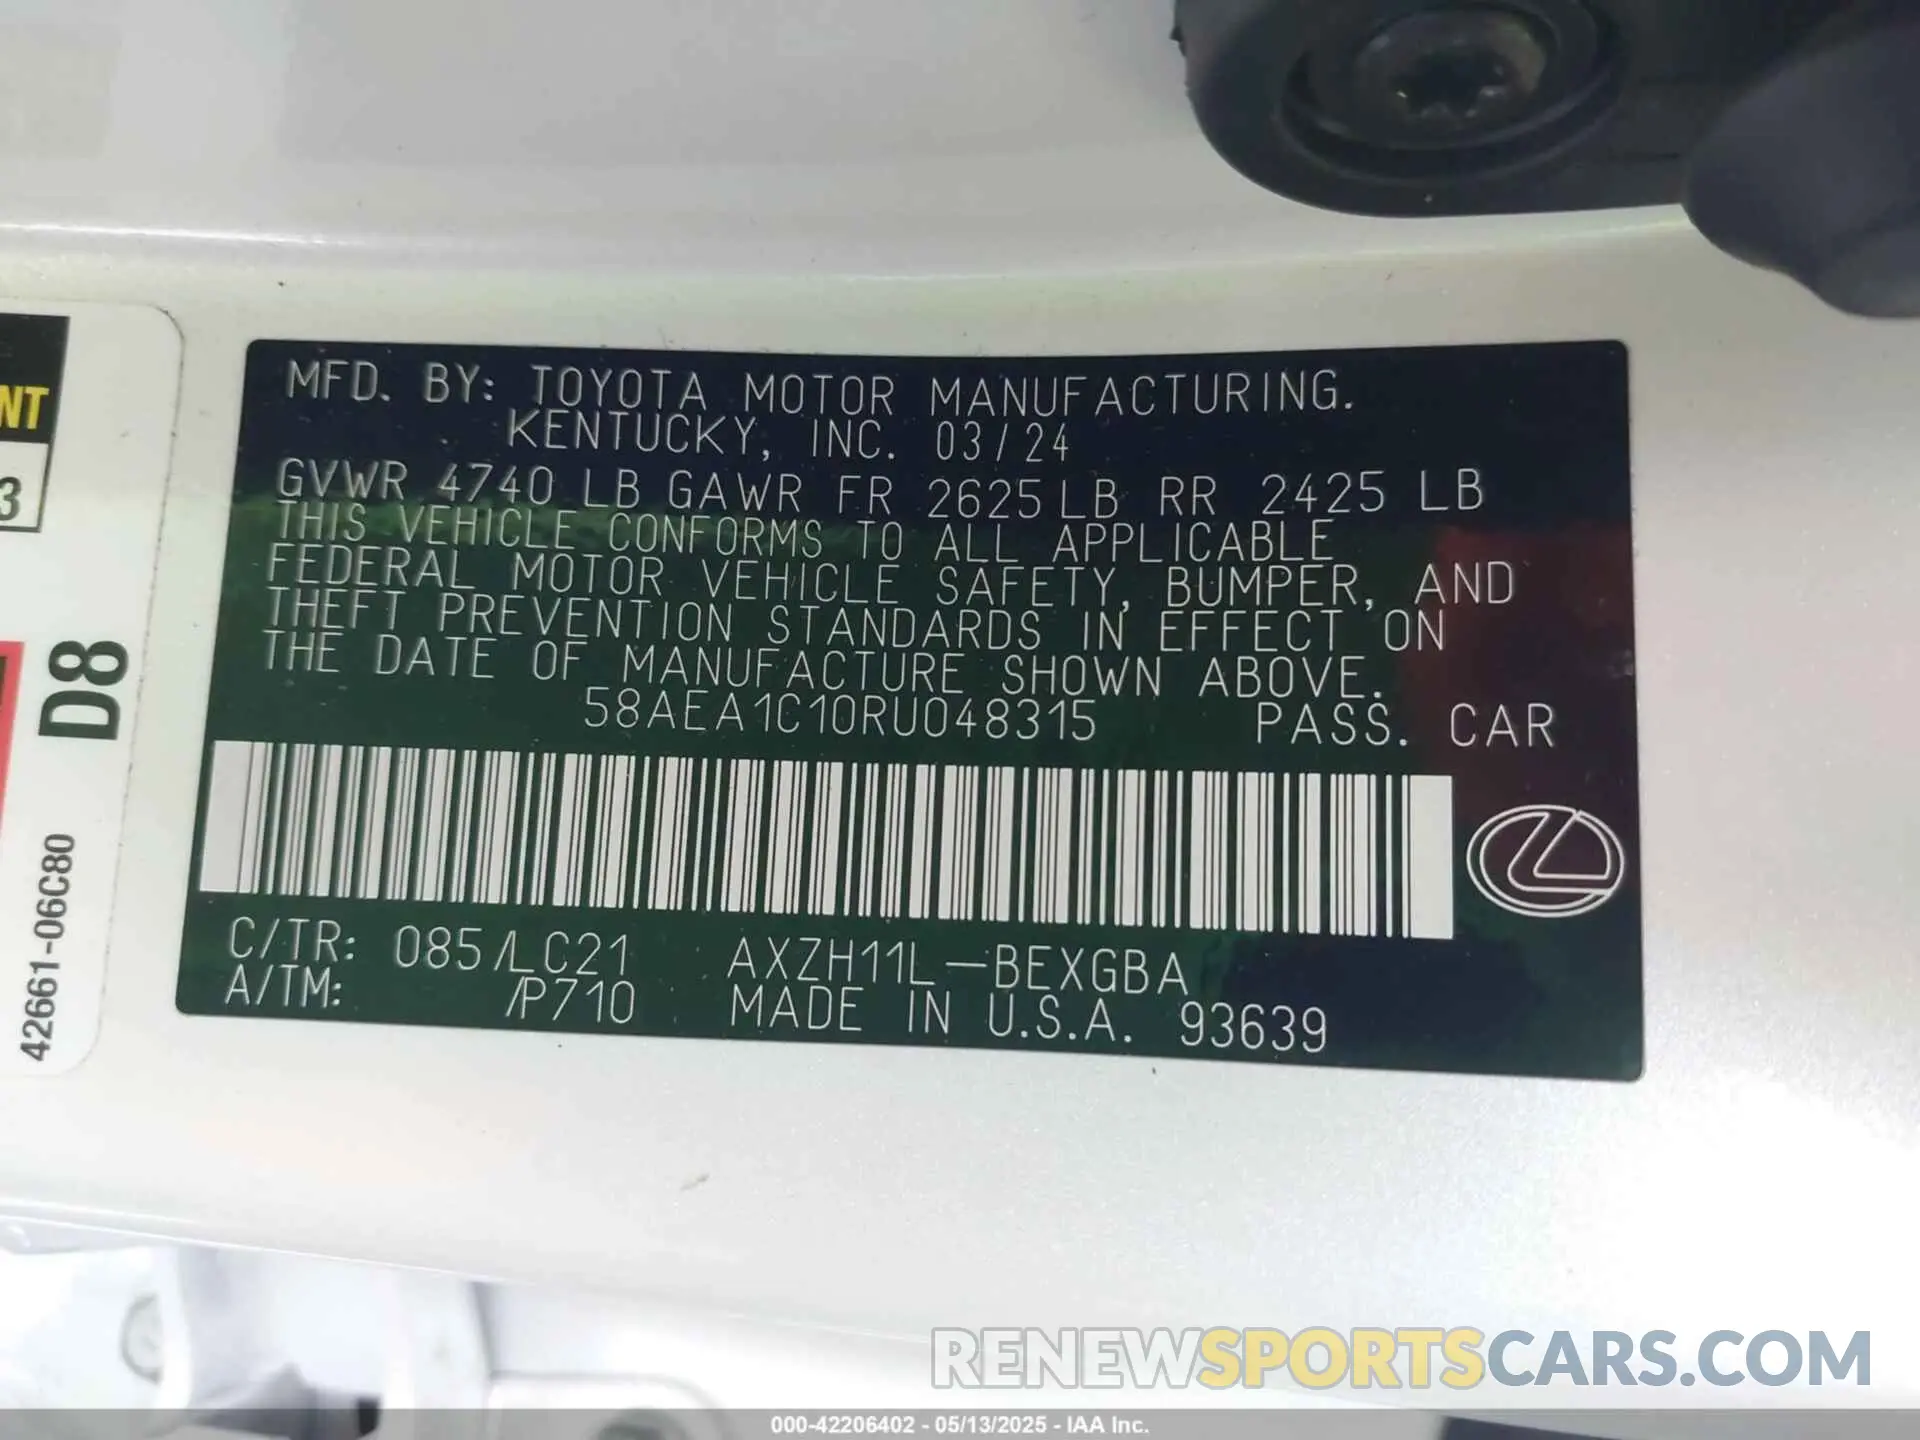 MFD. BY: TOYOTA MOTOR MANUFACTURING.
KENTUCKY, INC. 03/24
GVWR 4740 LB GAWR FR 2625 LB RR 2425 LB
THIS VEHICLE CONFORMS TO ALL APPLICABLE
FEDERAL MOTOR VEHICLE SAFETY, BUMPER, AND
THEFT PREVENTION STANDARDS IN EFFECT ON
THE DATE OF MANUFACTURE SHOWN ABOVE.
58AEA1C10RU048315 PASS. CAR
C/TR: 085/LC21 AXZH11L-BEXGBA
A/TM: /P710 MADE IN U.S.A. 93639
NT
3
D8
42661-06C80
RENEWSPORTSCARS.COM
000-42206402 - 05/13/2025 - IAA Inc.